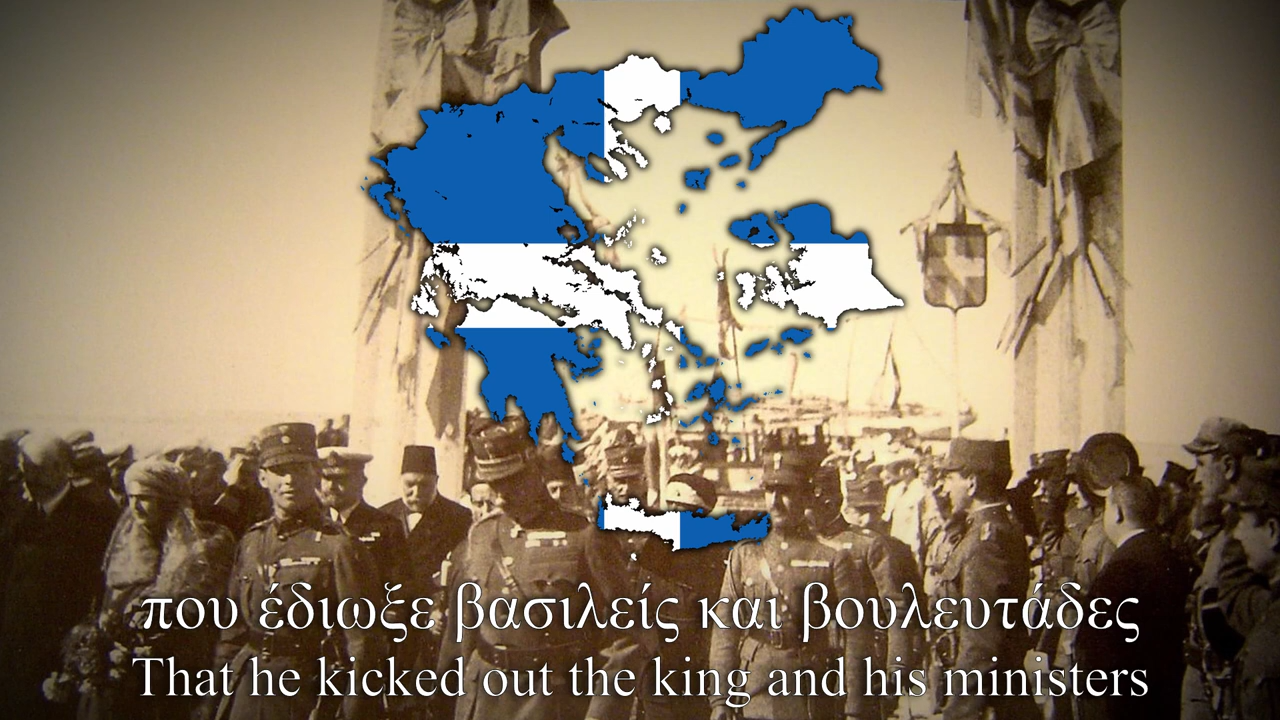 που έδιωξε βασιλείς και βουλευτάδες
That he kicked out the king and his ministers